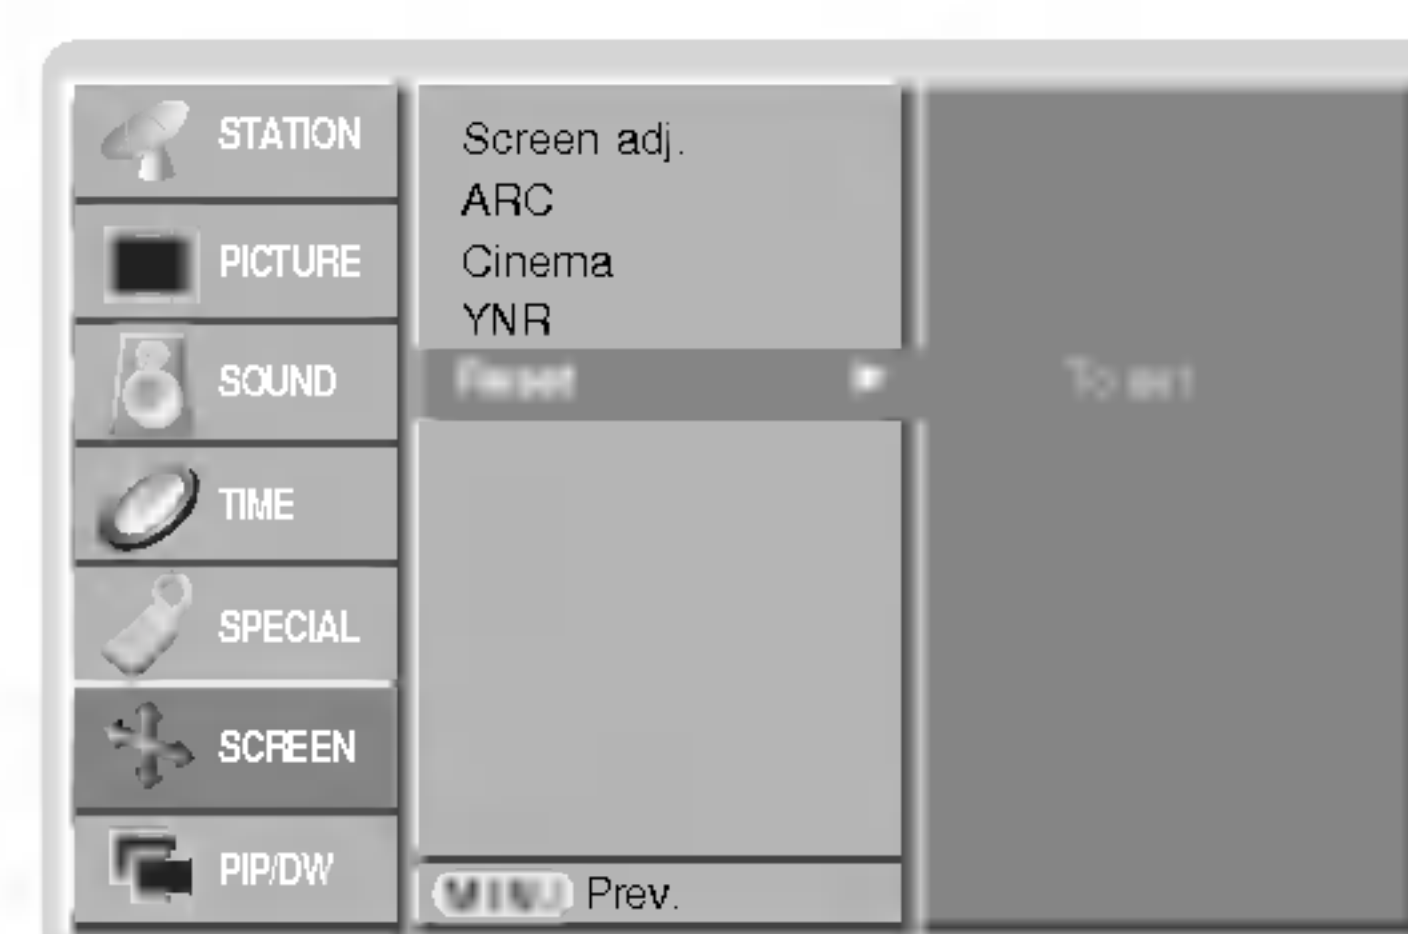 STATION
PICTURE
SOUND
TIME
SPECIAL
SCREEN
PIP/DW
Screen adj.
ARC
Cinema
YNR
Reset
To set
MENU Prev.